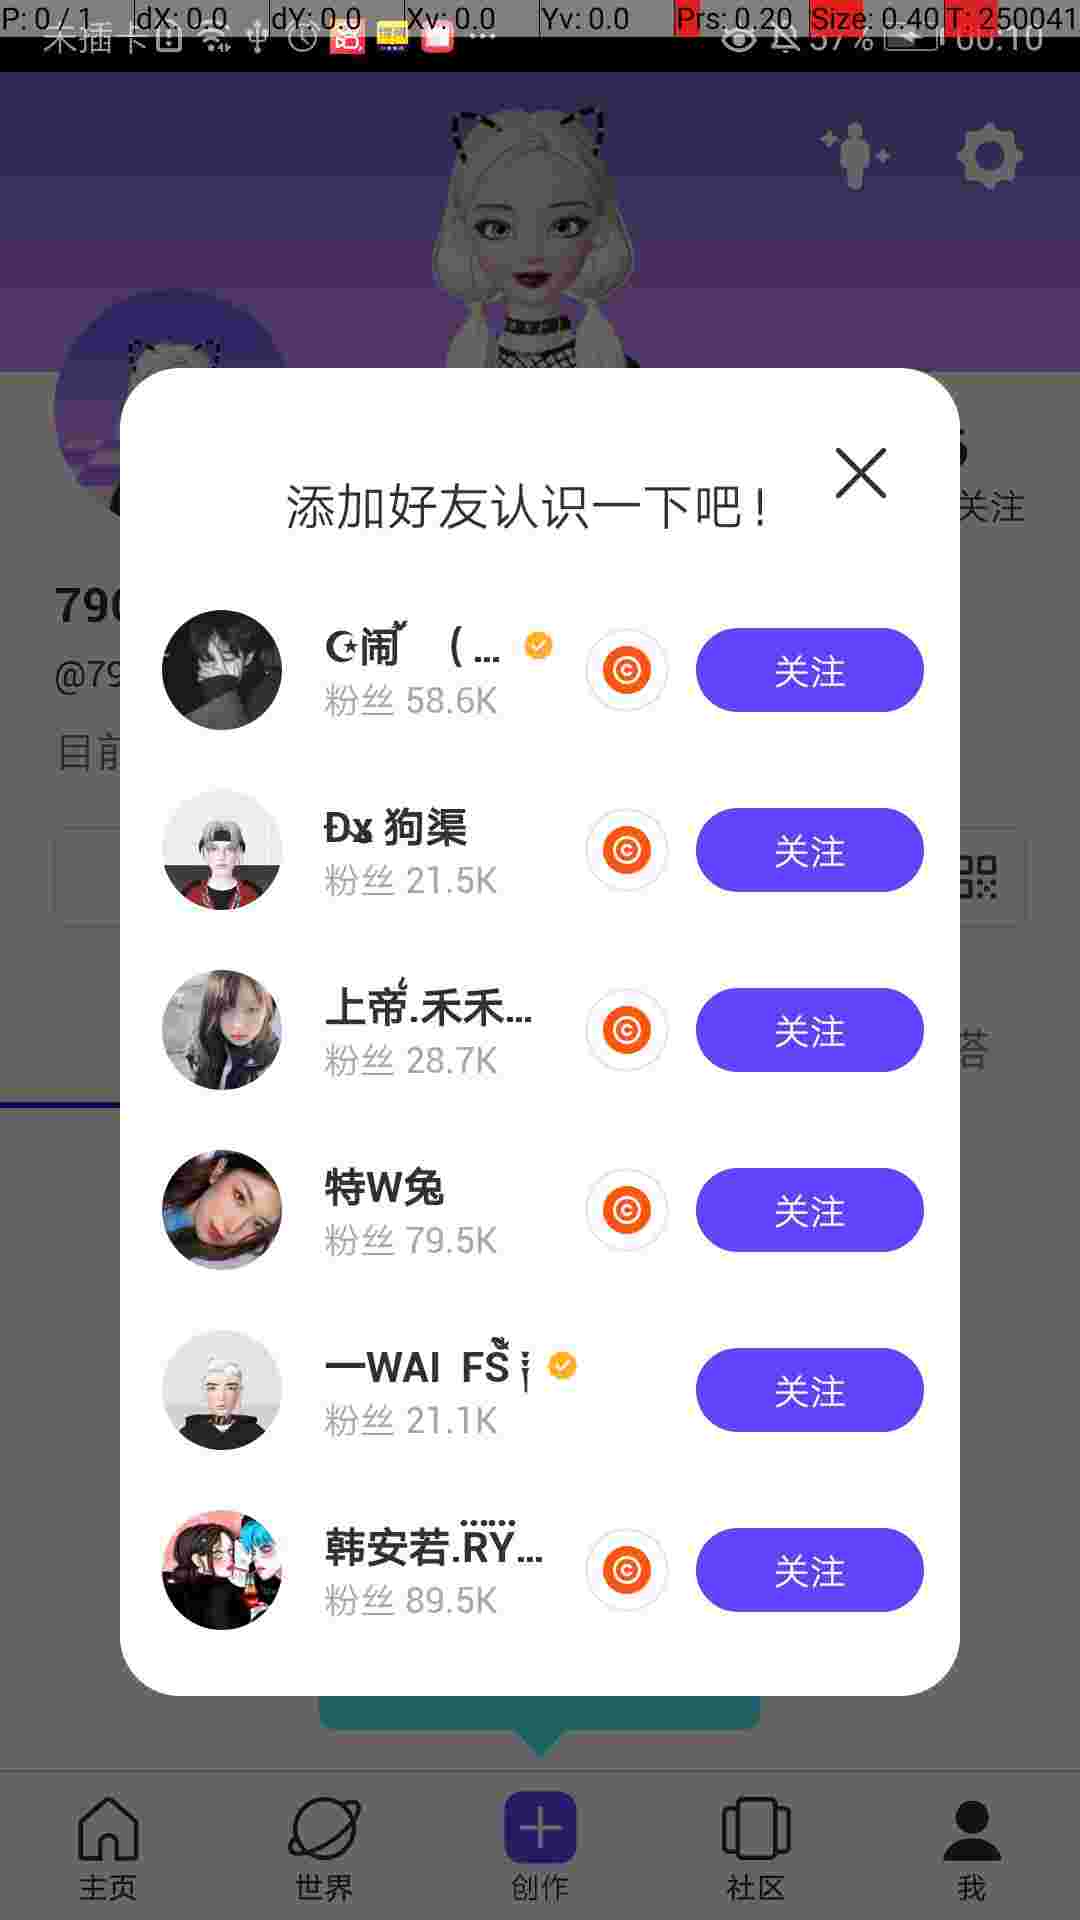 P: 0 / 1 dX: 0.0 dY: 0.0 Xv: 0.0 Yv: 0.0 Prs: 0.20 Size: 0.40 T: 250041
未插卡 57% 00:10
添加好友认识一下吧!
关注
790
@79
目前
☪闹 ( ...
粉丝 58.6K
关注
狗渠
粉丝 21.5K
关注
上帝.禾禾...
粉丝 28.7K
关注
特W兔
粉丝 79.5K
关注
一WAI FS
粉丝 21.1K
关注
韩安若.RY...
粉丝 89.5K
关注
主页 世界 创作 社区 我